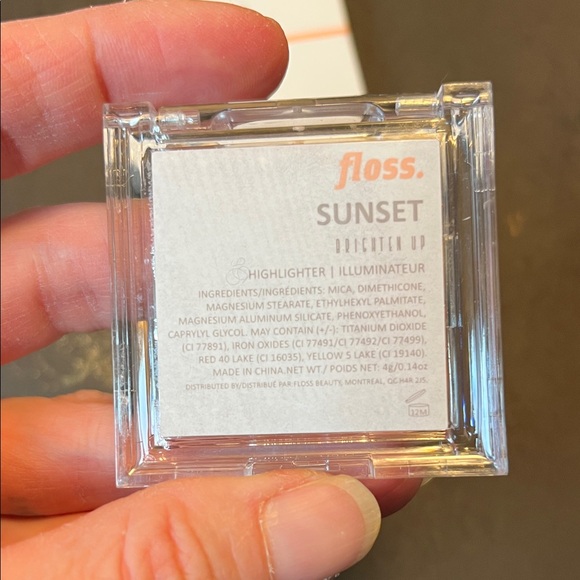 floss.
SUNSET
BRIGHTEN UP
HIGHLIGHTER | ILLUMINATEUR
INGREDIENTS/INGRÉDIENTS: MICA, DIMETHICONE,
MAGNESIUM STEARATE, ETHYLHEXYL PALMITATE,
MAGNESIUM ALUMINUM SILICATE, PHENOXYETHANOL,
CAPRYLYL GLYCOL. MAY CONTAIN (+/-): TITANIUM DIOXIDE
(CI 77891), IRON OXIDES (CI 77491/CI 77492/CI 77499),
RED 40 LAKE (CI 16035), YELLOW 5 LAKE (CI 19140).
MADE IN CHINA.NET WT / POIDS NET: 4g/0.14oz
DISTRIBUTED BY/DISTRIBUÉ PAR FLOSS BEAUTY, MONTREAL, QC H4R 2J5.
12M